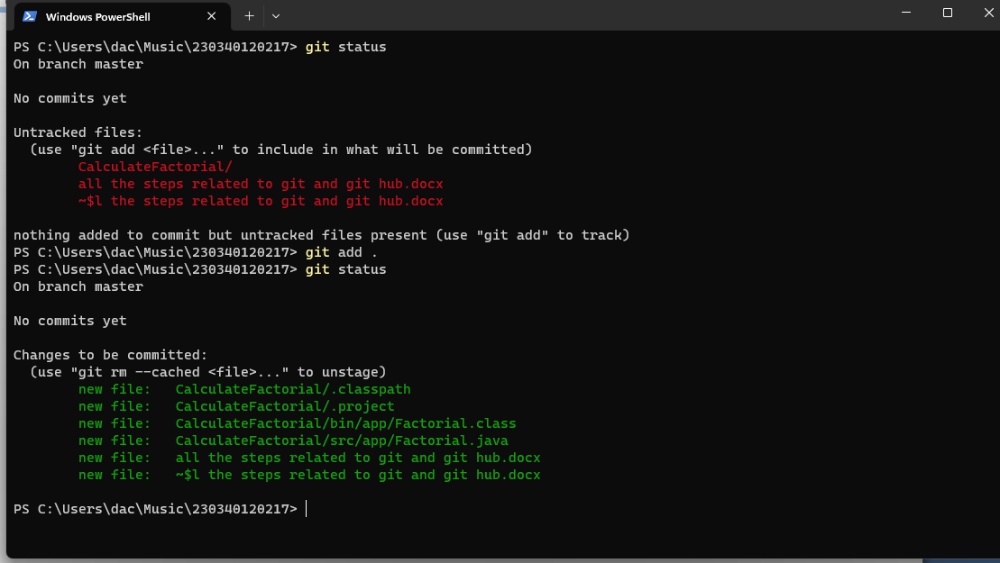 Windows PowerShell
PS C:\Users\dac\Music\230340120217> git status
On branch master
No commits yet
Untracked files:
  (use "git add <file>..." to include in what will be committed)
        CalculateFactorial/
        all the steps related to git and git hub.docx
        ~$l the steps related to git and git hub.docx
nothing added to commit but untracked files present (use "git add" to track)
PS C:\Users\dac\Music\230340120217> git add .
PS C:\Users\dac\Music\230340120217> git status
On branch master
No commits yet
Changes to be committed:
  (use "git rm --cached <file>..." to unstage)
        new file:   CalculateFactorial/.classpath
        new file:   CalculateFactorial/.project
        new file:   CalculateFactorial/bin/app/Factorial.class
        new file:   CalculateFactorial/src/app/Factorial.java
        new file:   all the steps related to git and git hub.docx
        new file:   ~$l the steps related to git and git hub.docx
PS C:\Users\dac\Music\230340120217>